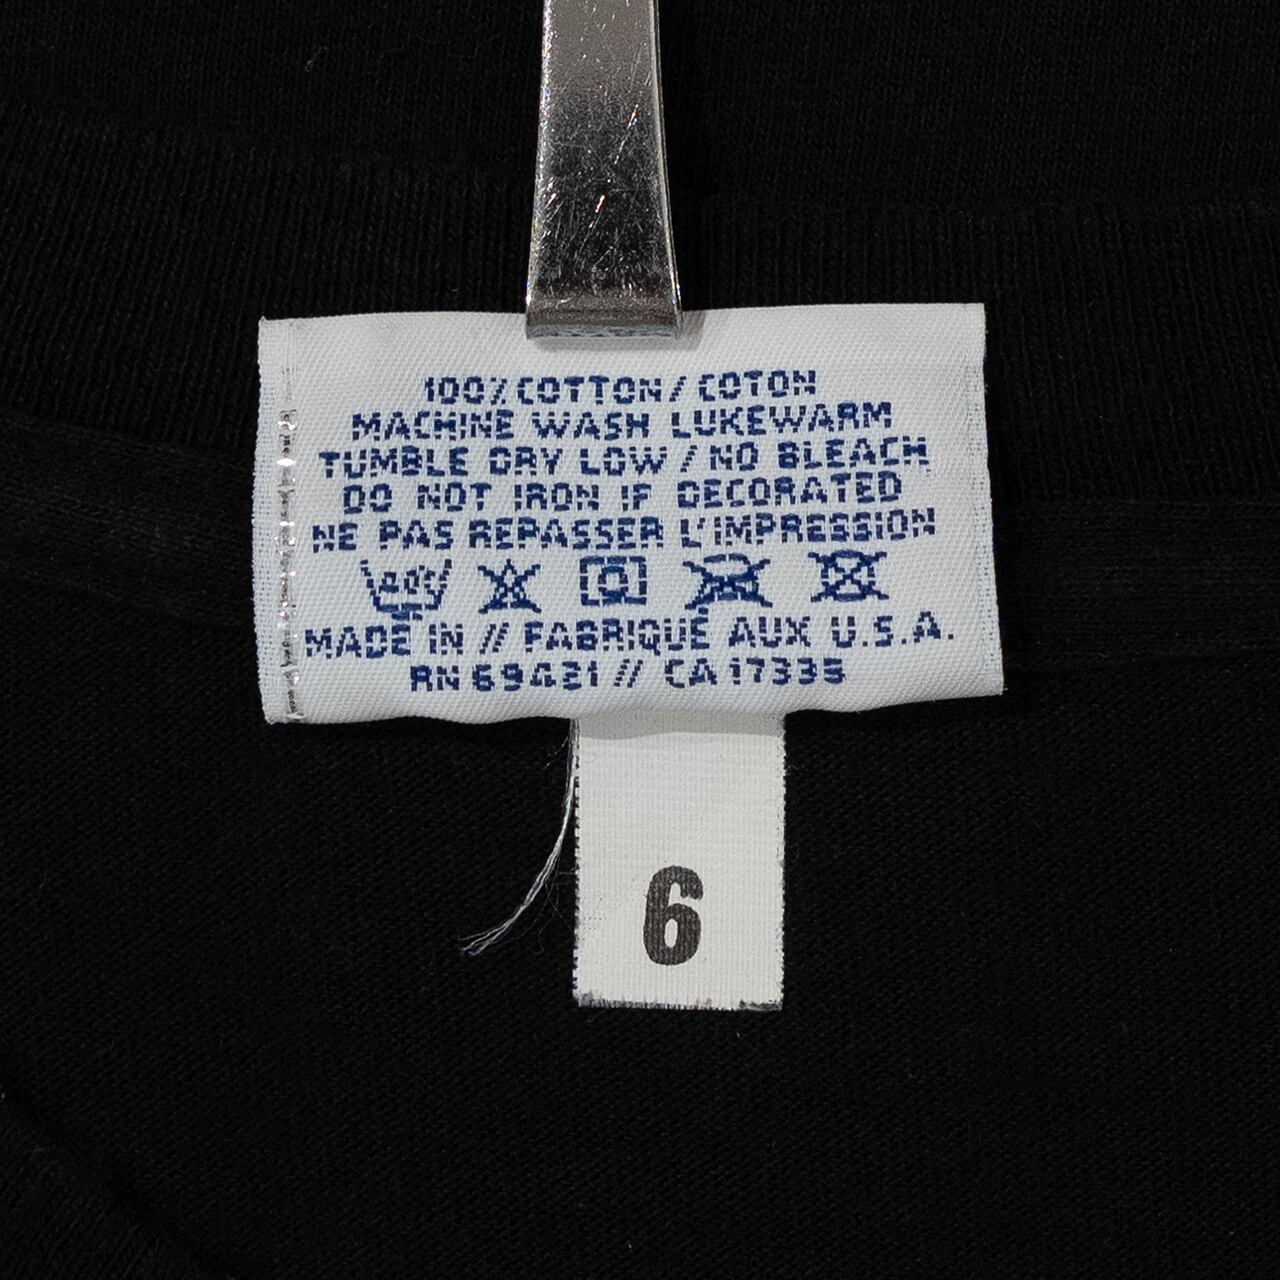 100% COTTON / COTON
MACHINE WASH LUKEWARM
TUMBLE DRY LOW / NO BLEACH
DO NOT IRON IF DECORATED
NE PAS REPASSER L'IMPRESSION
MADE IN // FABRIQUÉ AUX U.S.A.
RN 69421 // CA 17335
6